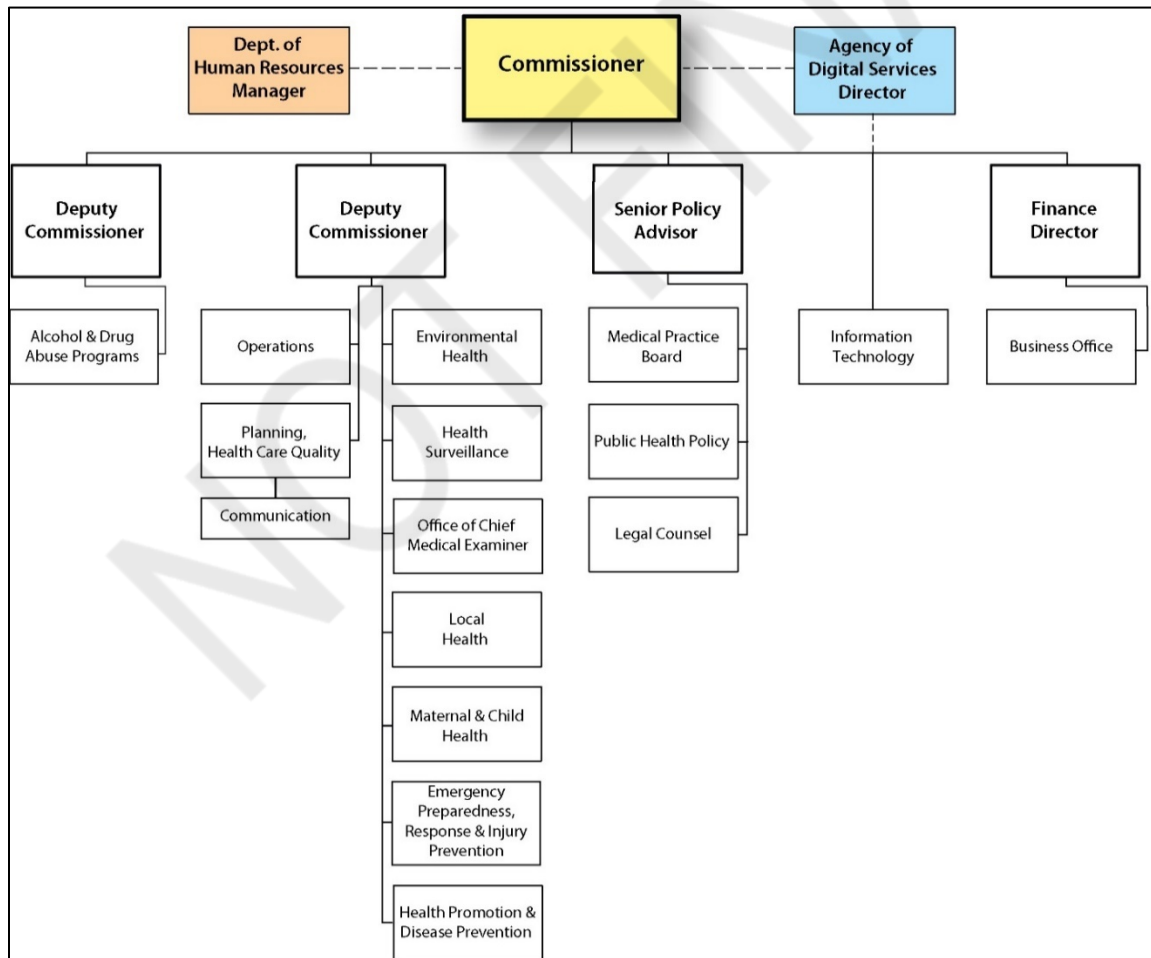 Dept. of
Human Resources
Manager
Commissioner
Agency of
Digital Services
Director
Deputy
Commissioner
Deputy
Commissioner
Senior Policy
Advisor
Finance
Director
Alcohol & Drug
Abuse Programs
Operations
Environmental
Health
Medical Practice
Board
Information
Technology
Business Office
Planning,
Health Care Quality
Health
Surveillance
Public Health Policy
Communication
Office of Chief
Medical Examiner
Legal Counsel
Local
Health
Maternal & Child
Health
Emergency
Preparedness,
Response & Injury
Prevention
Health Promotion &
Disease Prevention
NOT FINA